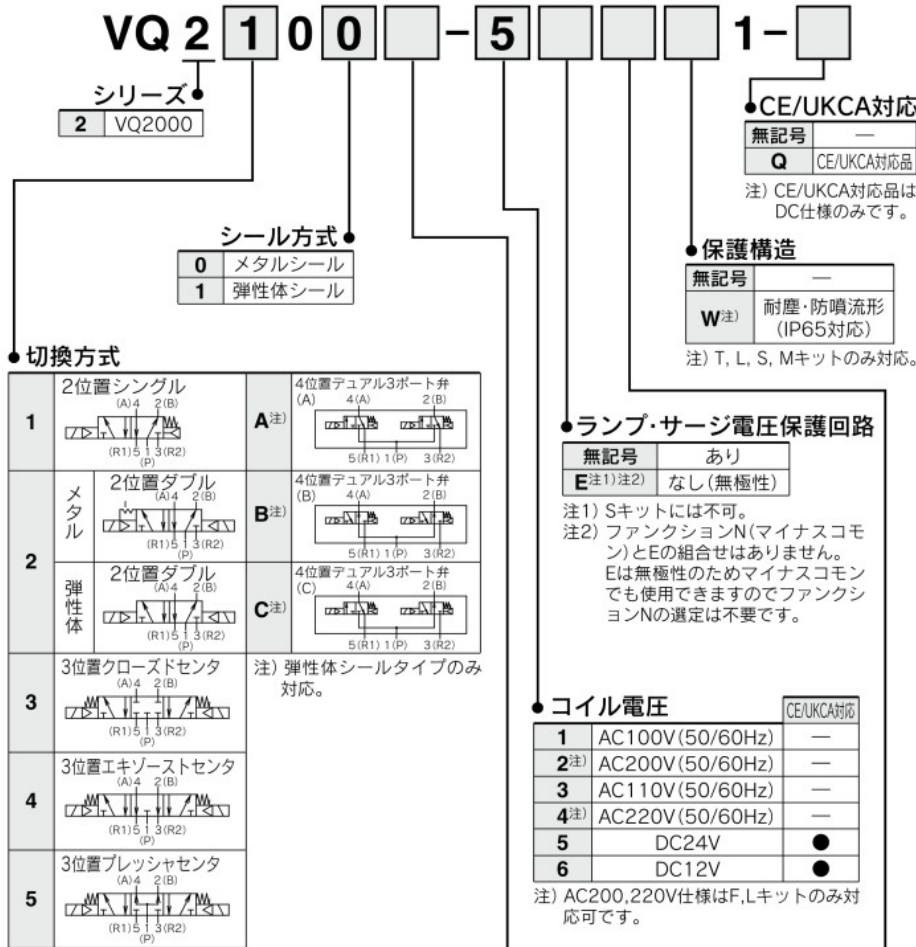 VQ 2 1 0 0 - 5 1 -
シリーズ
2 VQ2000
CE/UKCA対応
無記号 —
Q CE/UKCA対応品
注) CE/UKCA対応品は
DC仕様のみです。
シール方式
0 メタルシール
1 弾性体シール
保護構造
無記号 —
W注) 耐塵・防噴流形
(IP65対応)
注) T, L, S, Mキットのみ対応。
切換方式
1 2位置シングル
(A)4 2(B)
(R1)5 1 3(R2)
(P)
2 メタル 2位置ダブル
(A)4 2(B)
(R1)5 1 3(R2)
(P)
弾性体 2位置ダブル
(A)4 2(B)
(R1)5 1 3(R2)
(P)
3 3位置クローズドセンタ
(A)4 2(B)
(R1)5 1 3(R2)
(P)
4 3位置エキゾーストセンタ
(A)4 2(B)
(R1)5 1 3(R2)
(P)
5 3位置プレッシャセンタ
(A)4 2(B)
(R1)5 1 3(R2)
(P)
A注) 4位置デュアル3ポート弁
(A) 4(A) 2(B)
5(R1) 1(P) 3(R2)
B注) 4位置デュアル3ポート弁
(B) 4(A) 2(B)
5(R1) 1(P) 3(R2)
C注) 4位置デュアル3ポート弁
(C) 4(A) 2(B)
5(R1) 1(P) 3(R2)
注) 弾性体シールタイプのみ
対応。
ランプ・サージ電圧保護回路
無記号 あり
E注1)注2) なし(無極性)
注1) Sキットには不可。
注2) ファンクションN(マイナスコモ
ン)とEの組合せはありません。
Eは無極性のためマイナスコモン
でも使用できますのでファンクシ
ョンNの選定は不要です。
コイル電圧 CE/UKCA対応
1 AC100V(50/60Hz) —
2注) AC200V(50/60Hz) —
3 AC110V(50/60Hz) —
4注) AC220V(50/60Hz) —
5 DC24V ●
6 DC12V ●
注) AC200,220V仕様はF,Lキットのみ対
応可です。